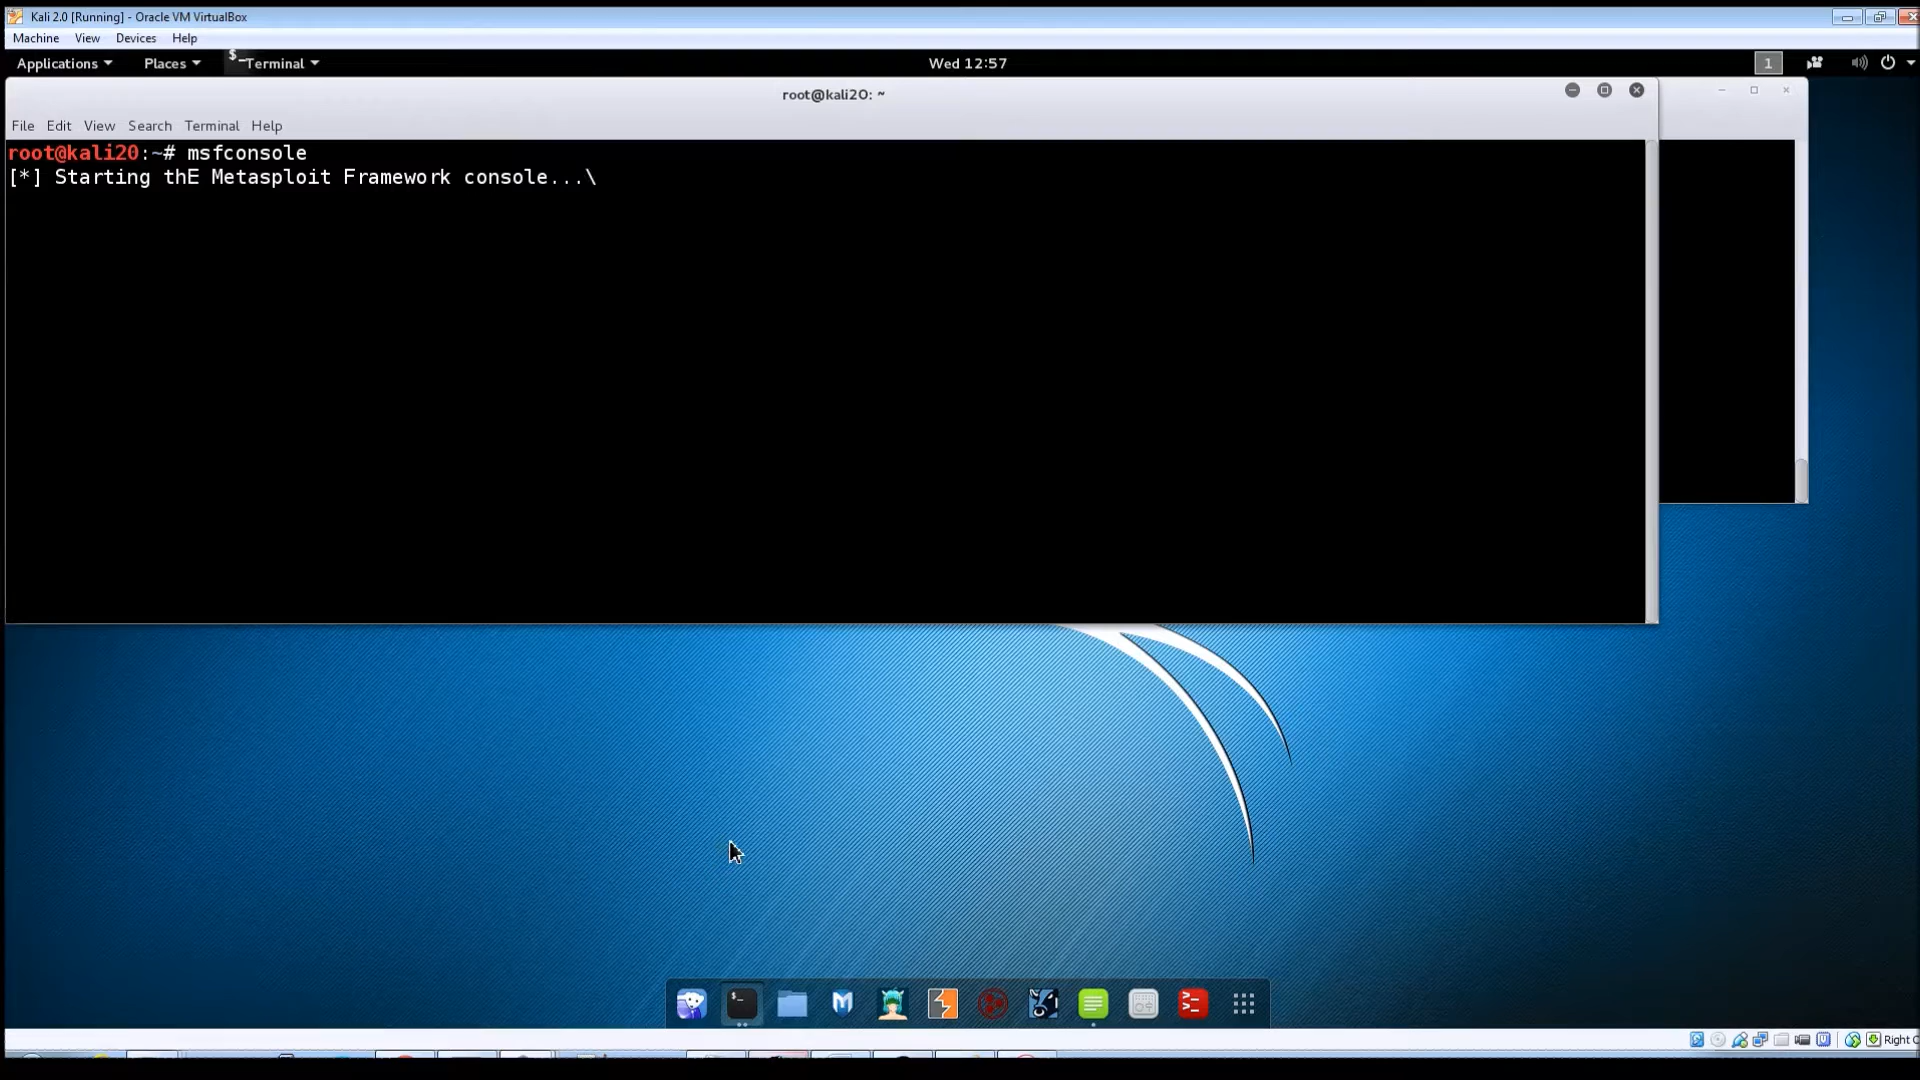 Kali 2.0 [Running] - Oracle VM VirtualBox
Machine View Devices Help
Applications Places Terminal Wed 12:57 1
root@kali20: ~
File Edit View Search Terminal Help
root@kali20:~# msfconsole
[*] Starting thE Metasploit Framework console...\
Right C